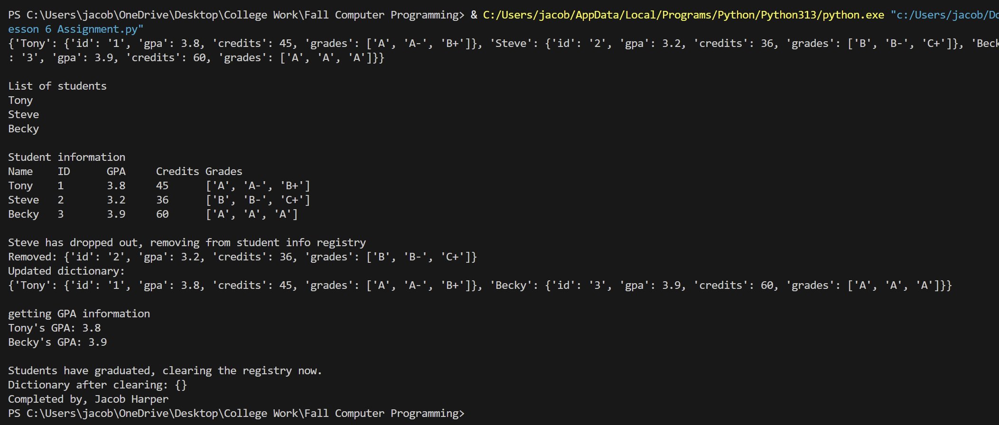 PS C:\Users\jacob\OneDrive\Desktop\College Work\Fall Computer Programming> & C:/Users/jacob/AppData/Local/Programs/Python/Python313/python.exe "c:/Users/jacob/Do
esson 6 Assignment.py"
{'Tony': {'id': '1', 'gpa': 3.8, 'credits': 45, 'grades': ['A', 'A-', 'B+']}, 'Steve': {'id': '2', 'gpa': 3.2, 'credits': 36, 'grades': ['B', 'B-', 'C+']}, 'Beck
: '3', 'gpa': 3.9, 'credits': 60, 'grades': ['A', 'A', 'A']}}
List of students
Tony
Steve
Becky
Student information
Name ID GPA Credits Grades
Tony 1 3.8 45 ['A', 'A-', 'B+']
Steve 2 3.2 36 ['B', 'B-', 'C+']
Becky 3 3.9 60 ['A', 'A', 'A']
Steve has dropped out, removing from student info registry
Removed: {'id': '2', 'gpa': 3.2, 'credits': 36, 'grades': ['B', 'B-', 'C+']}
Updated dictionary:
{'Tony': {'id': '1', 'gpa': 3.8, 'credits': 45, 'grades': ['A', 'A-', 'B+']}, 'Becky': {'id': '3', 'gpa': 3.9, 'credits': 60, 'grades': ['A', 'A', 'A']}}
getting GPA information
Tony's GPA: 3.8
Becky's GPA: 3.9
Students have graduated, clearing the registry now.
Dictionary after clearing: {}
Completed by, Jacob Harper
PS C:\Users\jacob\OneDrive\Desktop\College Work\Fall Computer Programming>